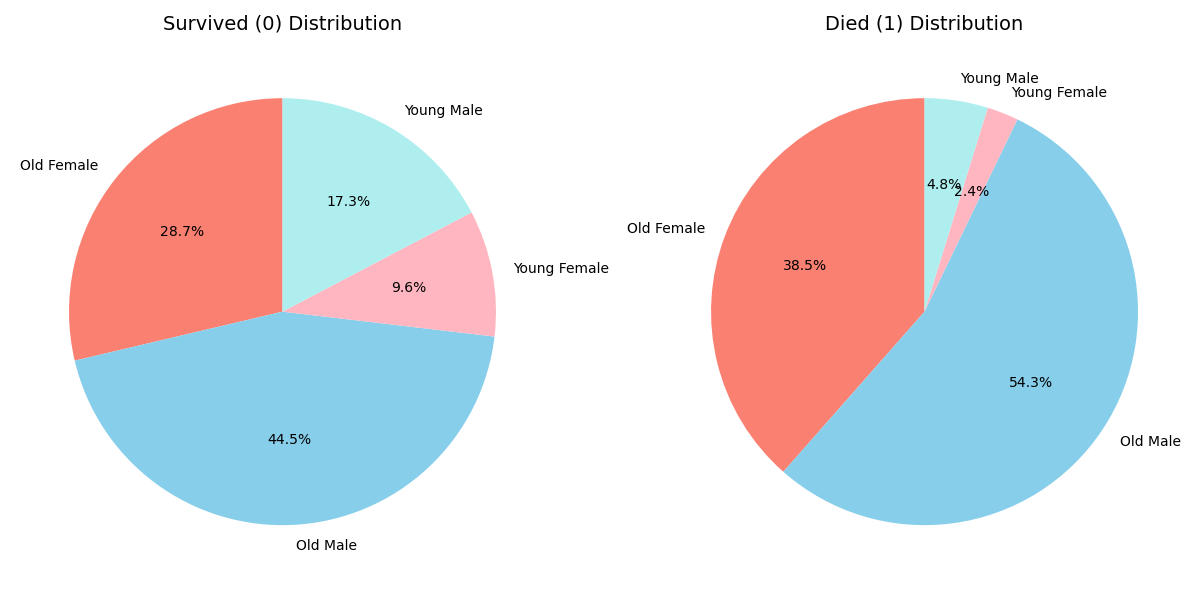 Survived (0) Distribution
Young Male
Old Female
17.3%
28.7%
Young Female
9.6%
44.5%
Old Male
Died (1) Distribution
Young Male
Young Female
4.8%
2.4%
Old Female
38.5%
54.3%
Old Male